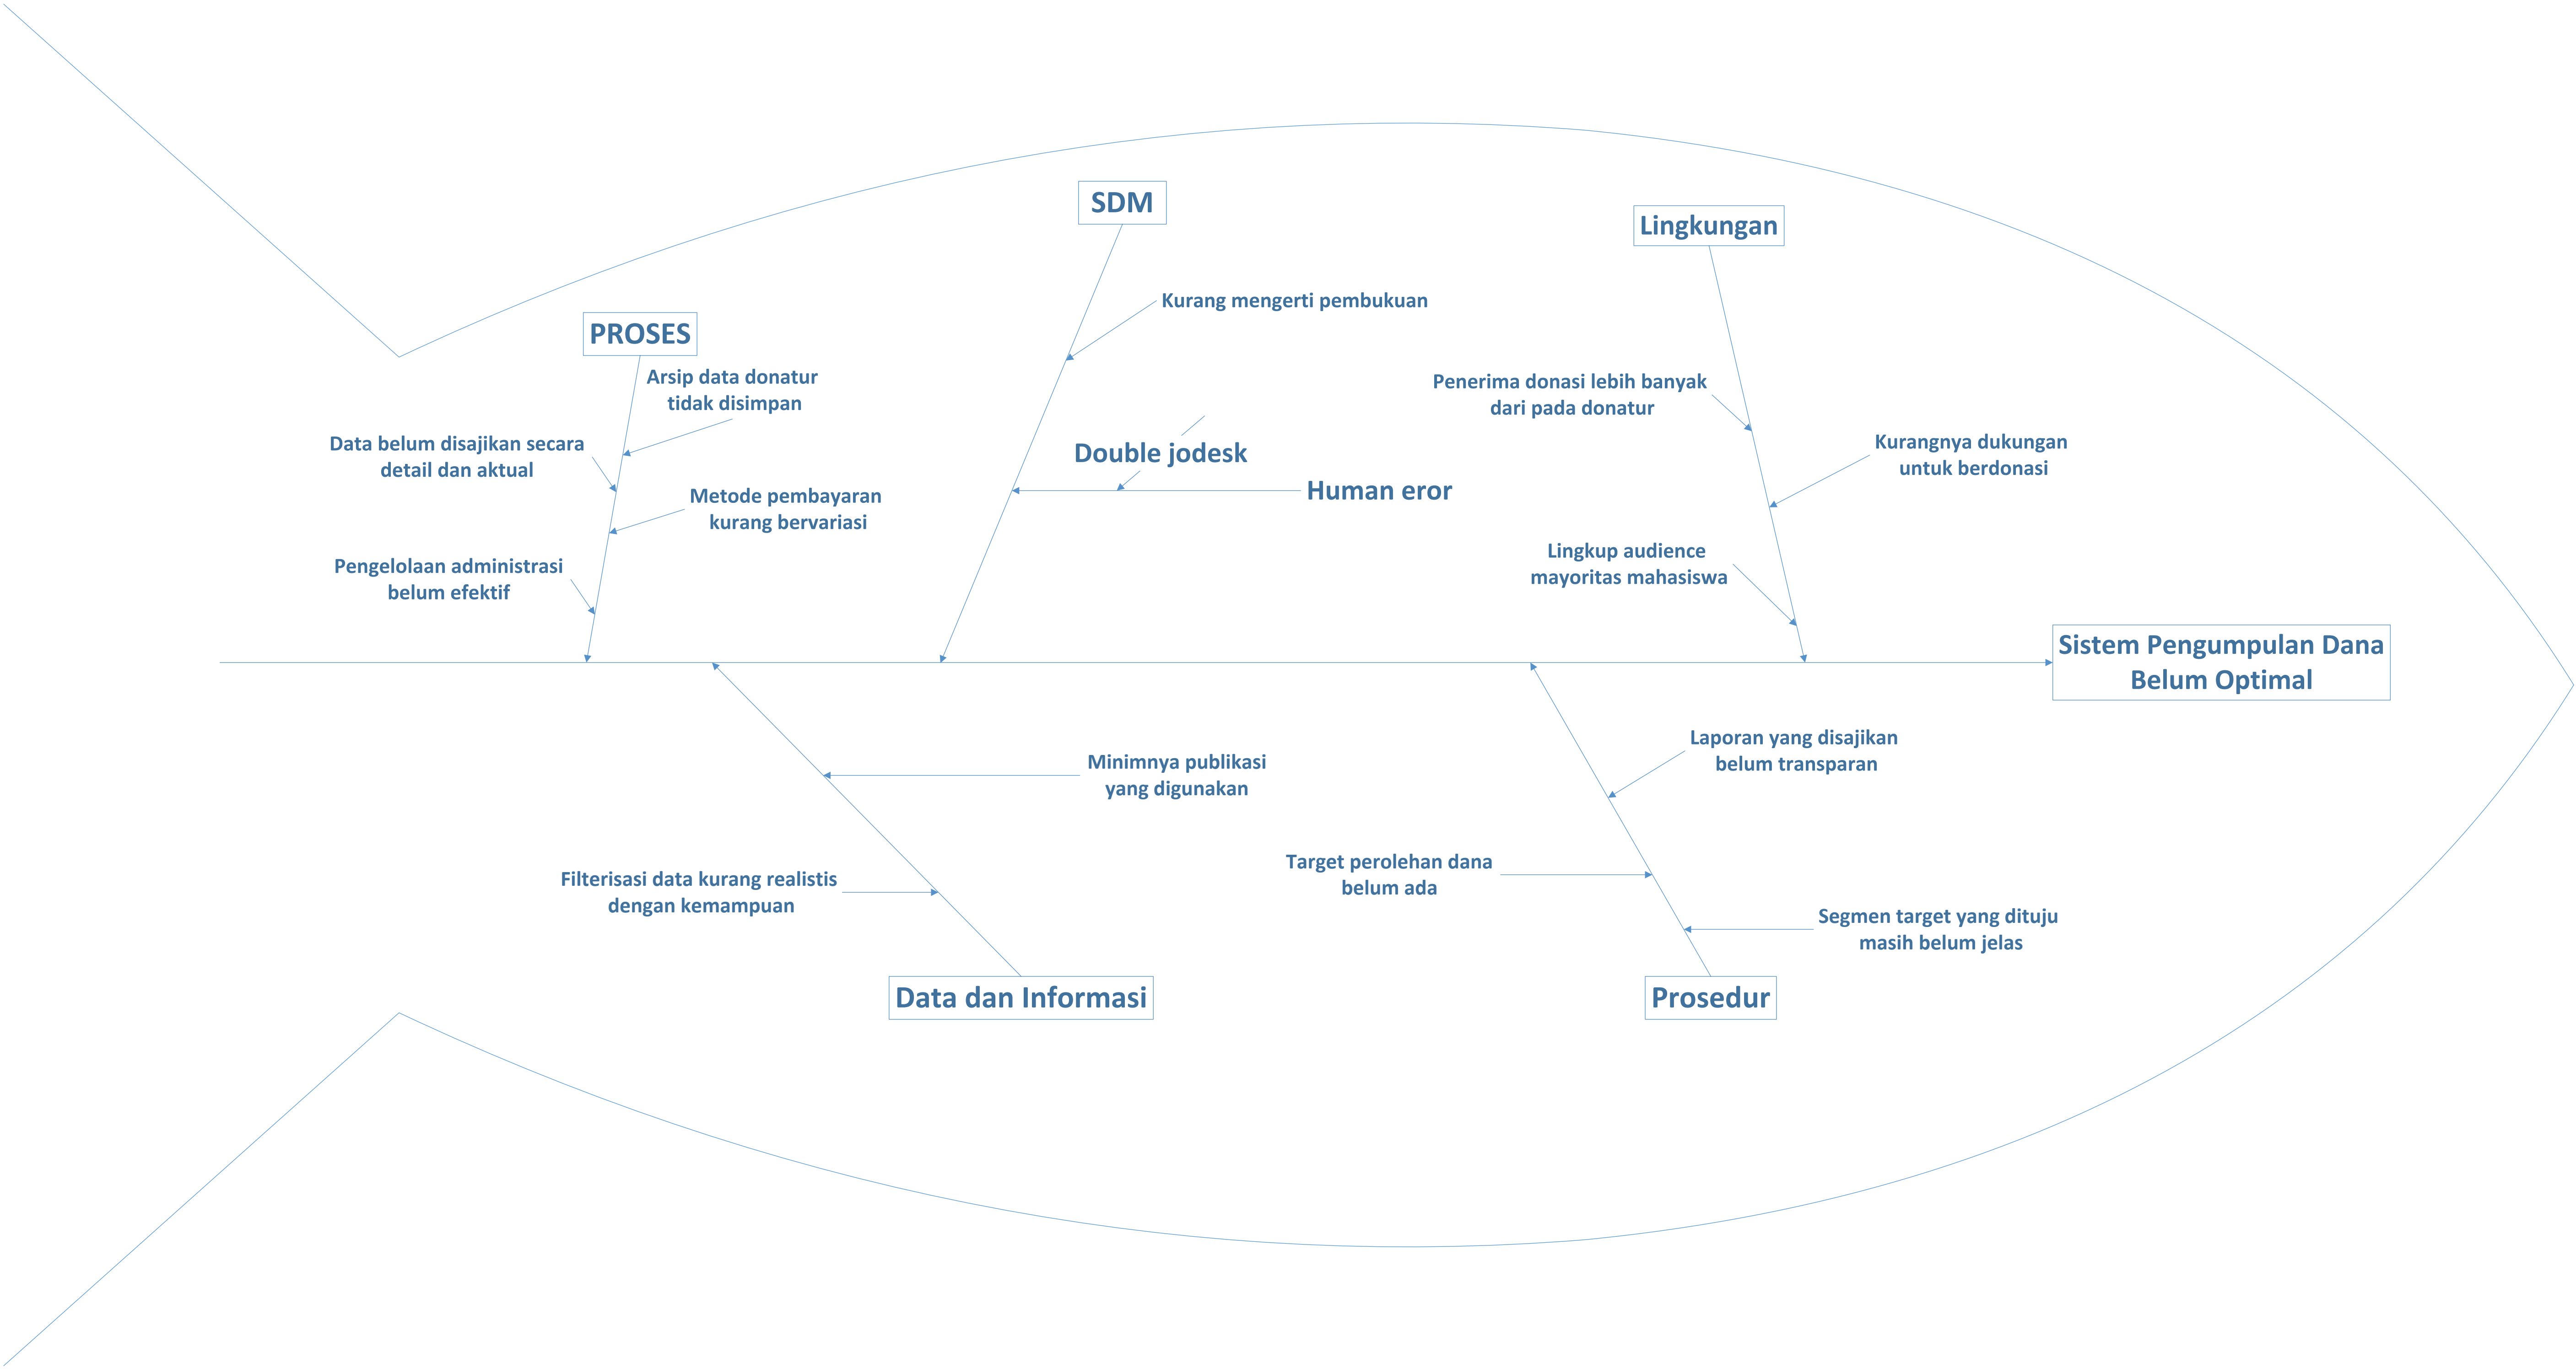 SDM
Lingkungan
Kurang mengerti pembukuan
PROSES
Arsip data donatur
tidak disimpan
Penerima donasi lebih banyak
dari pada donatur
Data belum disajikan secara
detail dan aktual
Double jodesk
Kurangnya dukungan
untuk berdonasi
Human eror
Metode pembayaran
kurang bervariasi
Lingkup audience
mayoritas mahasiswa
Pengelolaan administrasi
belum efektif
Sistem Pengumpulan Dana
Belum Optimal
Laporan yang disajikan
belum transparan
Minimnya publikasi
yang digunakan
Target perolehan dana
belum ada
Filterisasi data kurang realistis
dengan kemampuan
Segmen target yang dituju
masih belum jelas
Data dan Informasi
Prosedur